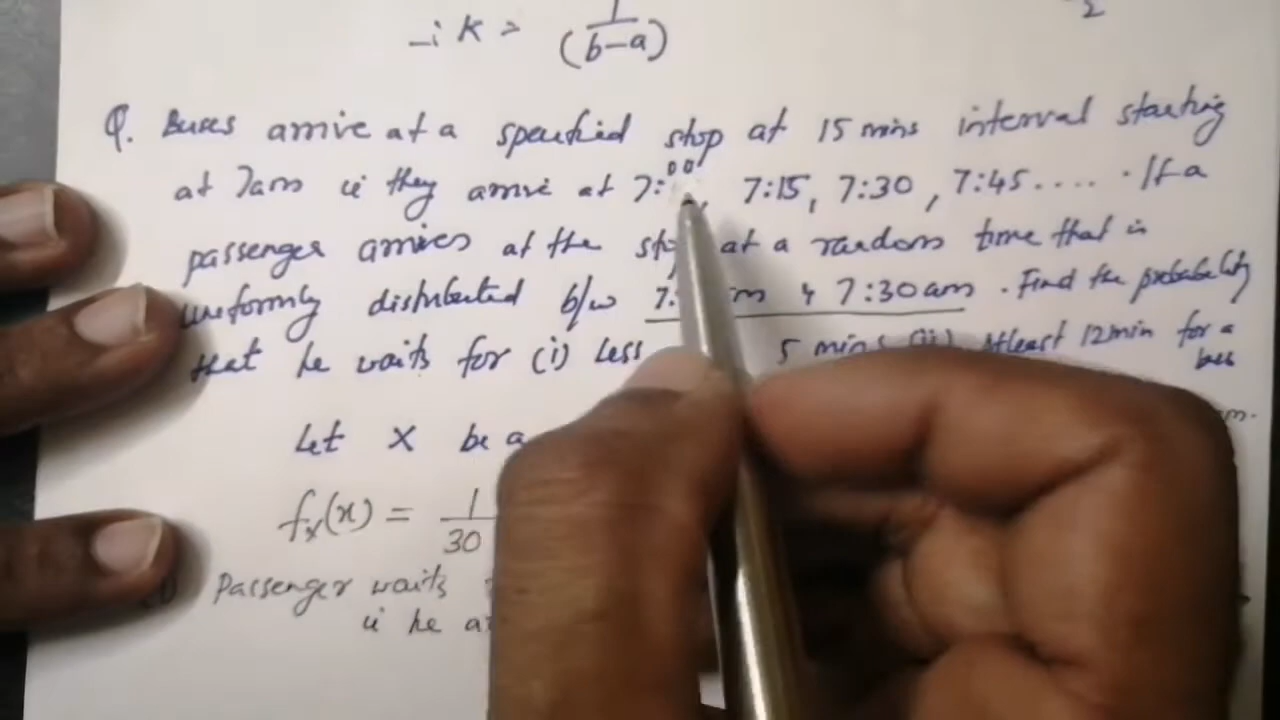 ∴ K = 1/(b-a)
2
Q. Buses arrive at a specified stop at 15 mins interval starting
at 7am ie they arrive at 7:00, 7:15, 7:30, 7:45..... . If a
passenger arrives at the stop at a random time that is
uniformly distributed b/w 7: am & 7:30am. Find the probability
that he waits for (i) Less 5 mins (ii) Atleast 12min for a
bus
Let X be a
fx(x) = 1/30
Passenger waits
ie he